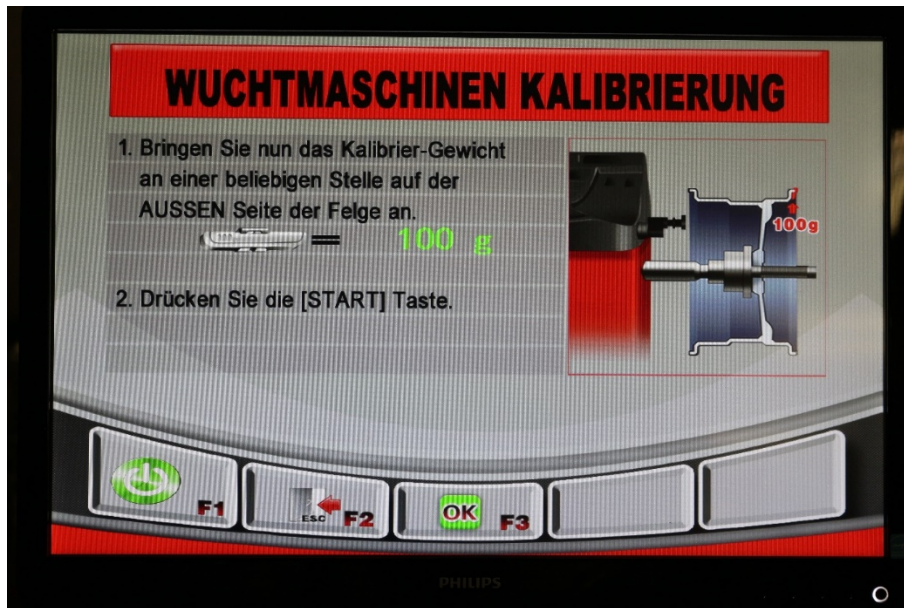 WUCHTMASCHINEN KALIBRIERUNG
1. Bringen Sie nun das Kalibrier-Gewicht
an einer beliebigen Stelle auf der
AUSSEN Seite der Felge an.
= 100 g
2. Drücken Sie die [START] Taste.
100g
F1
ESC F2
OK F3
PHILIPS